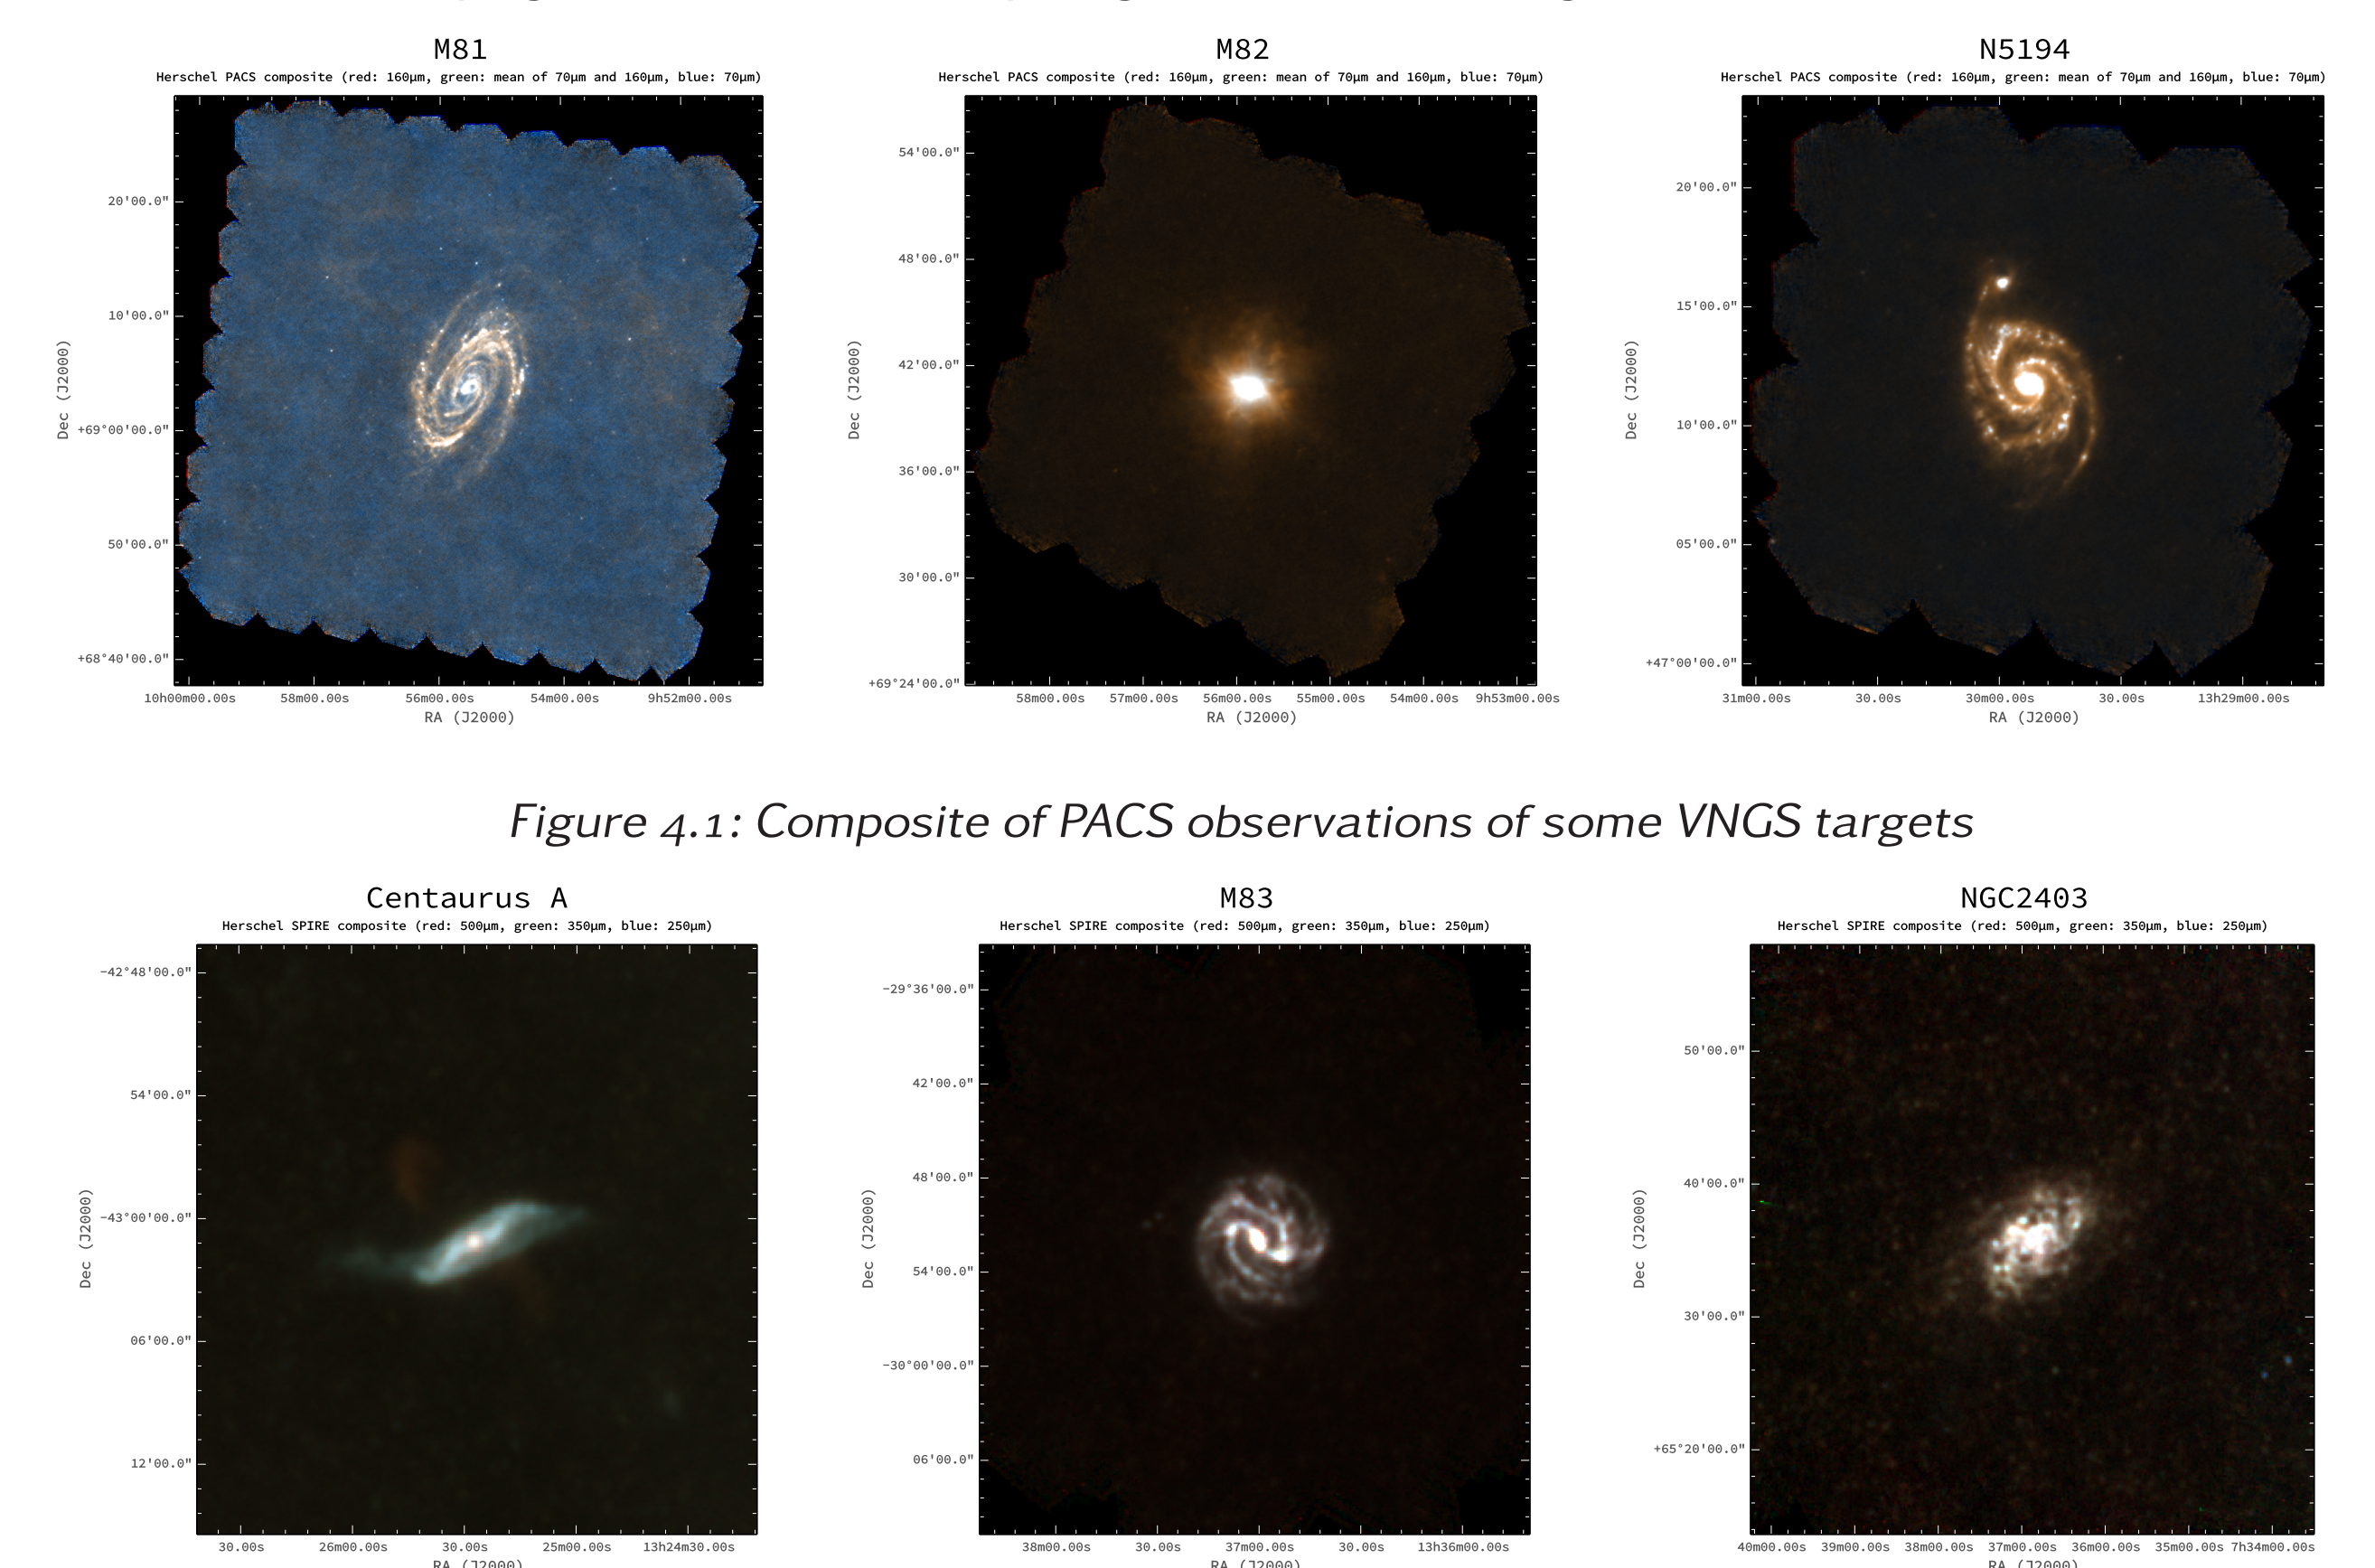 M81
Herschel PACS composite (red: 160µm, green: mean of 70µm and 160µm, blue: 70µm)
20'00.0"
10'00.0"
+69°00'00.0"
50'00.0"
+68°40'00.0"
Dec (J2000)
10h00m00.00s 58m00.00s 56m00.00s 54m00.00s 9h52m00.00s
RA (J2000)
M82
Herschel PACS composite (red: 160µm, green: mean of 70µm and 160µm, blue: 70µm)
54'00.0"
48'00.0"
42'00.0"
36'00.0"
30'00.0"
+69°24'00.0"
Dec (J2000)
58m00.00s 57m00.00s 56m00.00s 55m00.00s 54m00.00s 9h53m00.00s
RA (J2000)
N5194
Herschel PACS composite (red: 160µm, green: mean of 70µm and 160µm, blue: 70µm)
20'00.0"
15'00.0"
10'00.0"
05'00.0"
+47°00'00.0"
Dec (J2000)
31m00.00s 30.00s 30m00.00s 30.00s 13h29m00.00s
RA (J2000)
Figure 4.1: Composite of PACS observations of some VNGS targets
Centaurus A
Herschel SPIRE composite (red: 500µm, green: 350µm, blue: 250µm)
-42°48'00.0"
54'00.0"
-43°00'00.0"
06'00.0"
12'00.0"
Dec (J2000)
30.00s 26m00.00s 30.00s 25m00.00s 13h24m30.00s
RA (J2000)
M83
Herschel SPIRE composite (red: 500µm, green: 350µm, blue: 250µm)
-29°36'00.0"
42'00.0"
48'00.0"
54'00.0"
-30°00'00.0"
06'00.0"
Dec (J2000)
38m00.00s 30.00s 37m00.00s 30.00s 13h36m00.00s
RA (J2000)
NGC2403
Herschel SPIRE composite (red: 500µm, green: 350µm, blue: 250µm)
50'00.0"
40'00.0"
30'00.0"
+65°20'00.0"
Dec (J2000)
40m00.00s 39m00.00s 38m00.00s 37m00.00s 36m00.00s 35m00.00s 7h34m00.00s
RA (J2000)